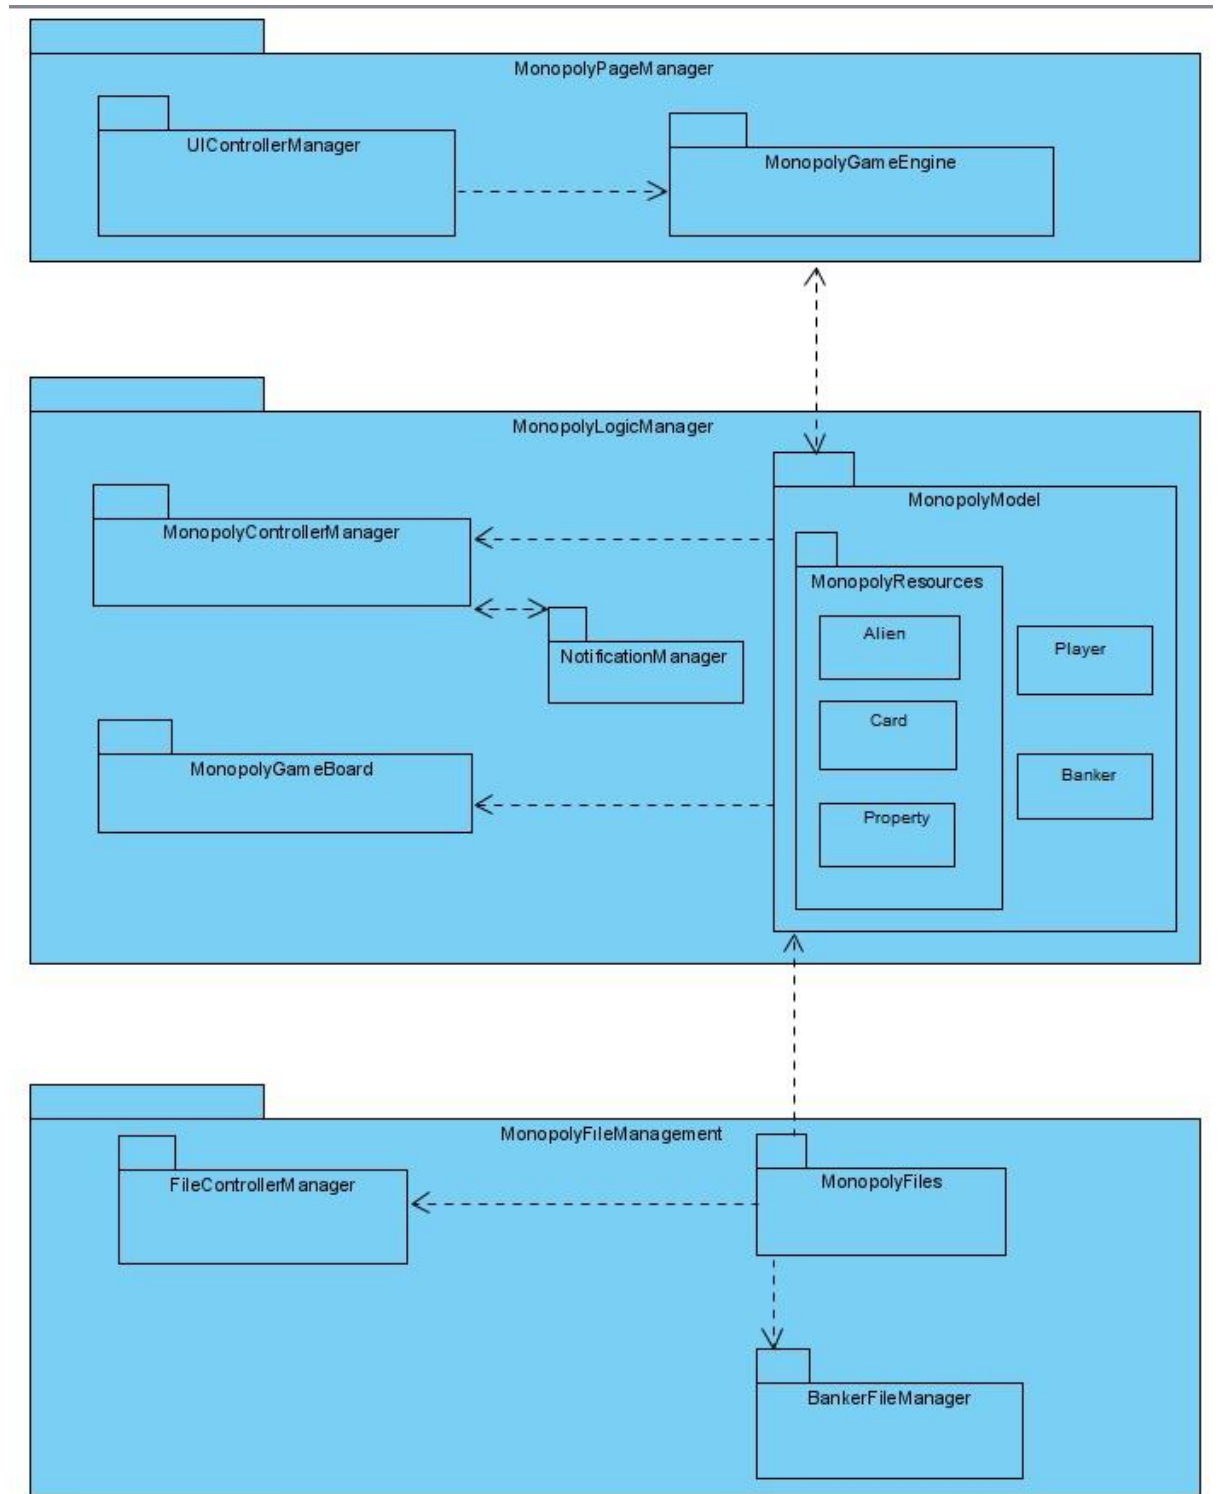 MonopolyPageManager
UIControllerManager
MonopolyGameEngine
MonopolyLogicManager
MonopolyModel
MonopolyControllerManager
MonopolyResources
Alien
Player
NotificationManager
Card
MonopolyGameBoard
Banker
Property
MonopolyFileManagement
FileControllerManager
MonopolyFiles
BankerFileManager